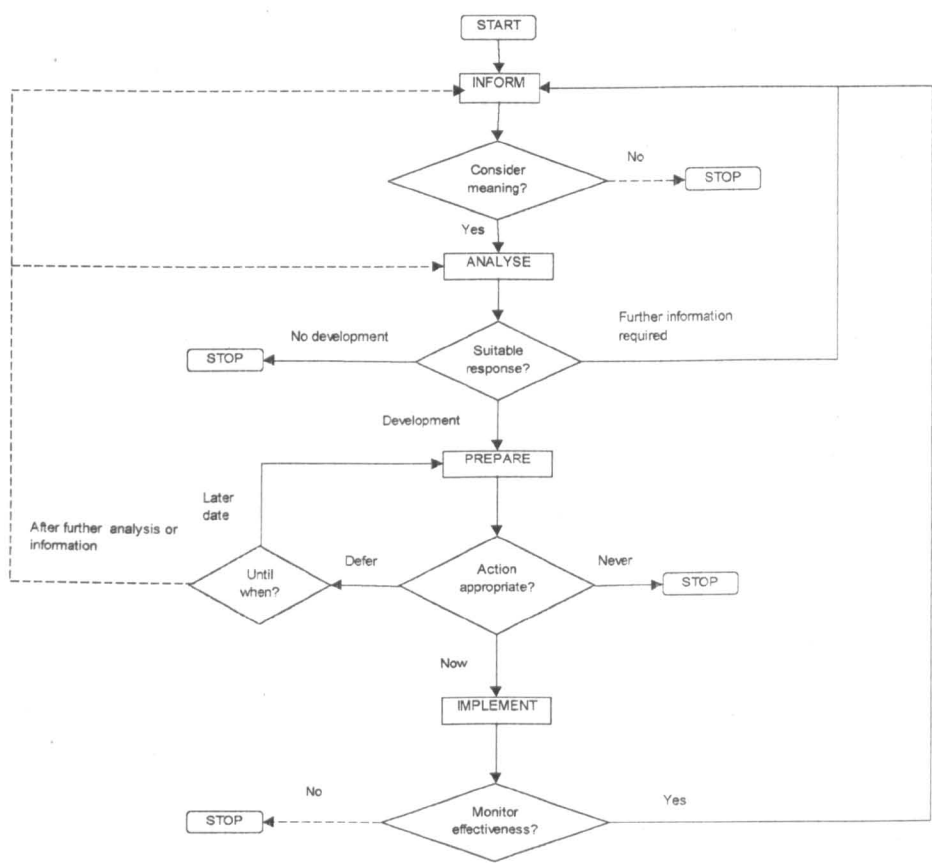 START
INFORM
Consider
meaning?
No
STOP
Yes
ANALYSE
No development
STOP
Suitable
response?
Further information
required
Development
PREPARE
Later
date
After further analysis or
information
Until
when?
Defer
Action
appropriate?
Never
STOP
Now
IMPLEMENT
No
STOP
Monitor
effectiveness?
Yes